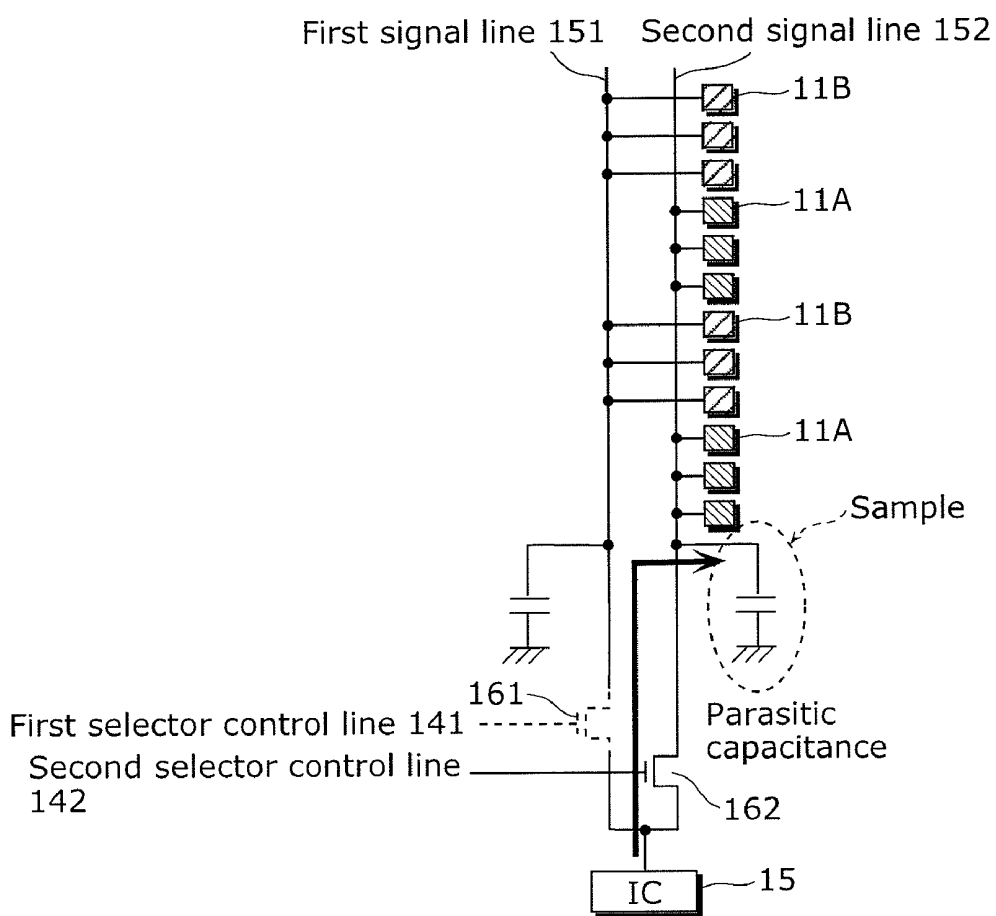 First signal line 151
Second signal line 152
11B
11A
11B
11A
Sample
161
First selector control line 141
Parasitic
capacitance
Second selector control line
142
162
IC
15